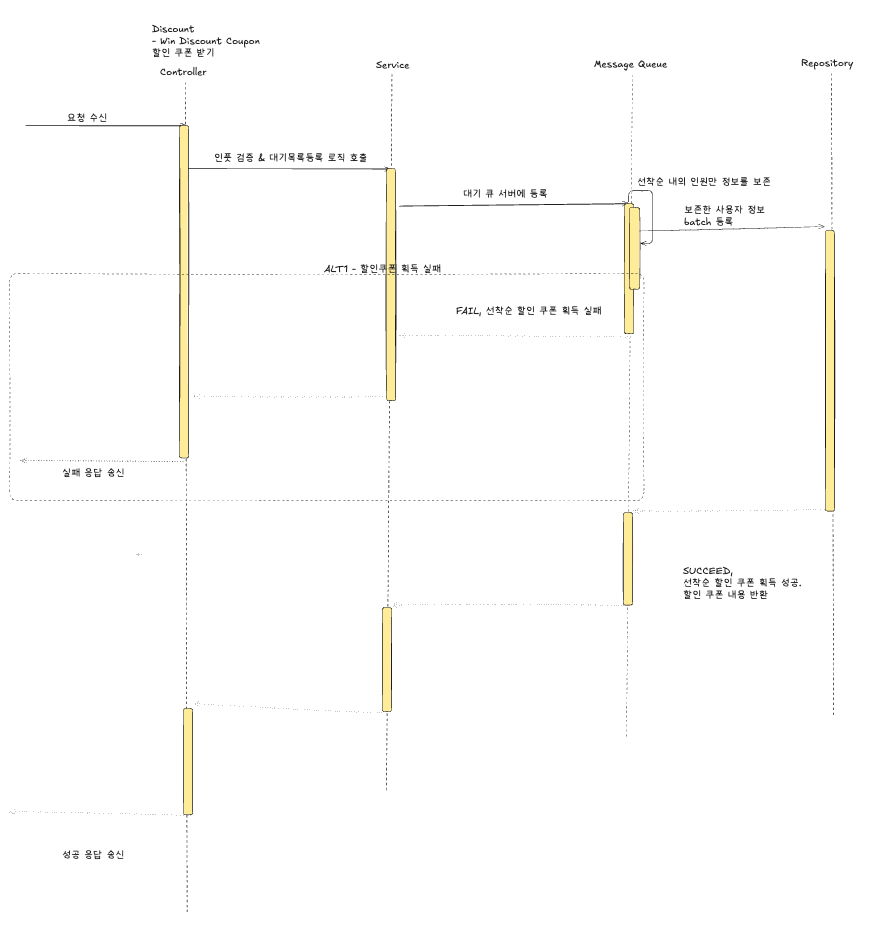 Discount
- Win Discount Coupon
할인 쿠폰 받기
Controller
Service
Message Queue
Repository
요청 수신
인풋 검증 & 대기목록등록 로직 호출
대기 큐 서버에 등록
선착순 내의 인원만 정보를 보존
보존한 사용자 정보
batch 등록
ALT1 - 할인쿠폰 획득 실패
FAIL, 선착순 할인 쿠폰 획득 실패
실패 응답 송신
SUCCEED,
선착순 할인 쿠폰 획득 성공.
할인 쿠폰 내용 반환
성공 응답 송신